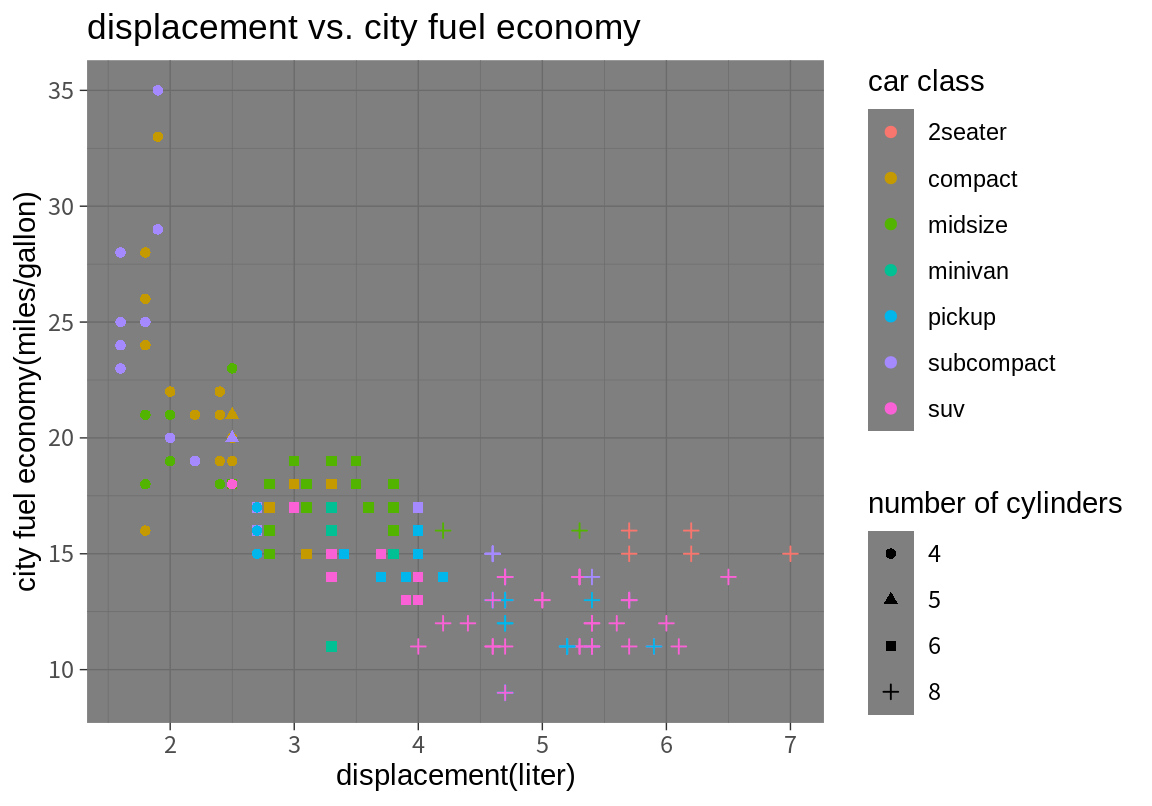 displacement vs. city fuel economy
city fuel economy(miles/gallon)
35
30
25
20
15
10
2 3 4 5 6 7
displacement(liter)
car class
2seater
compact
midsize
minivan
pickup
subcompact
suv
number of cylinders
4
5
6
8